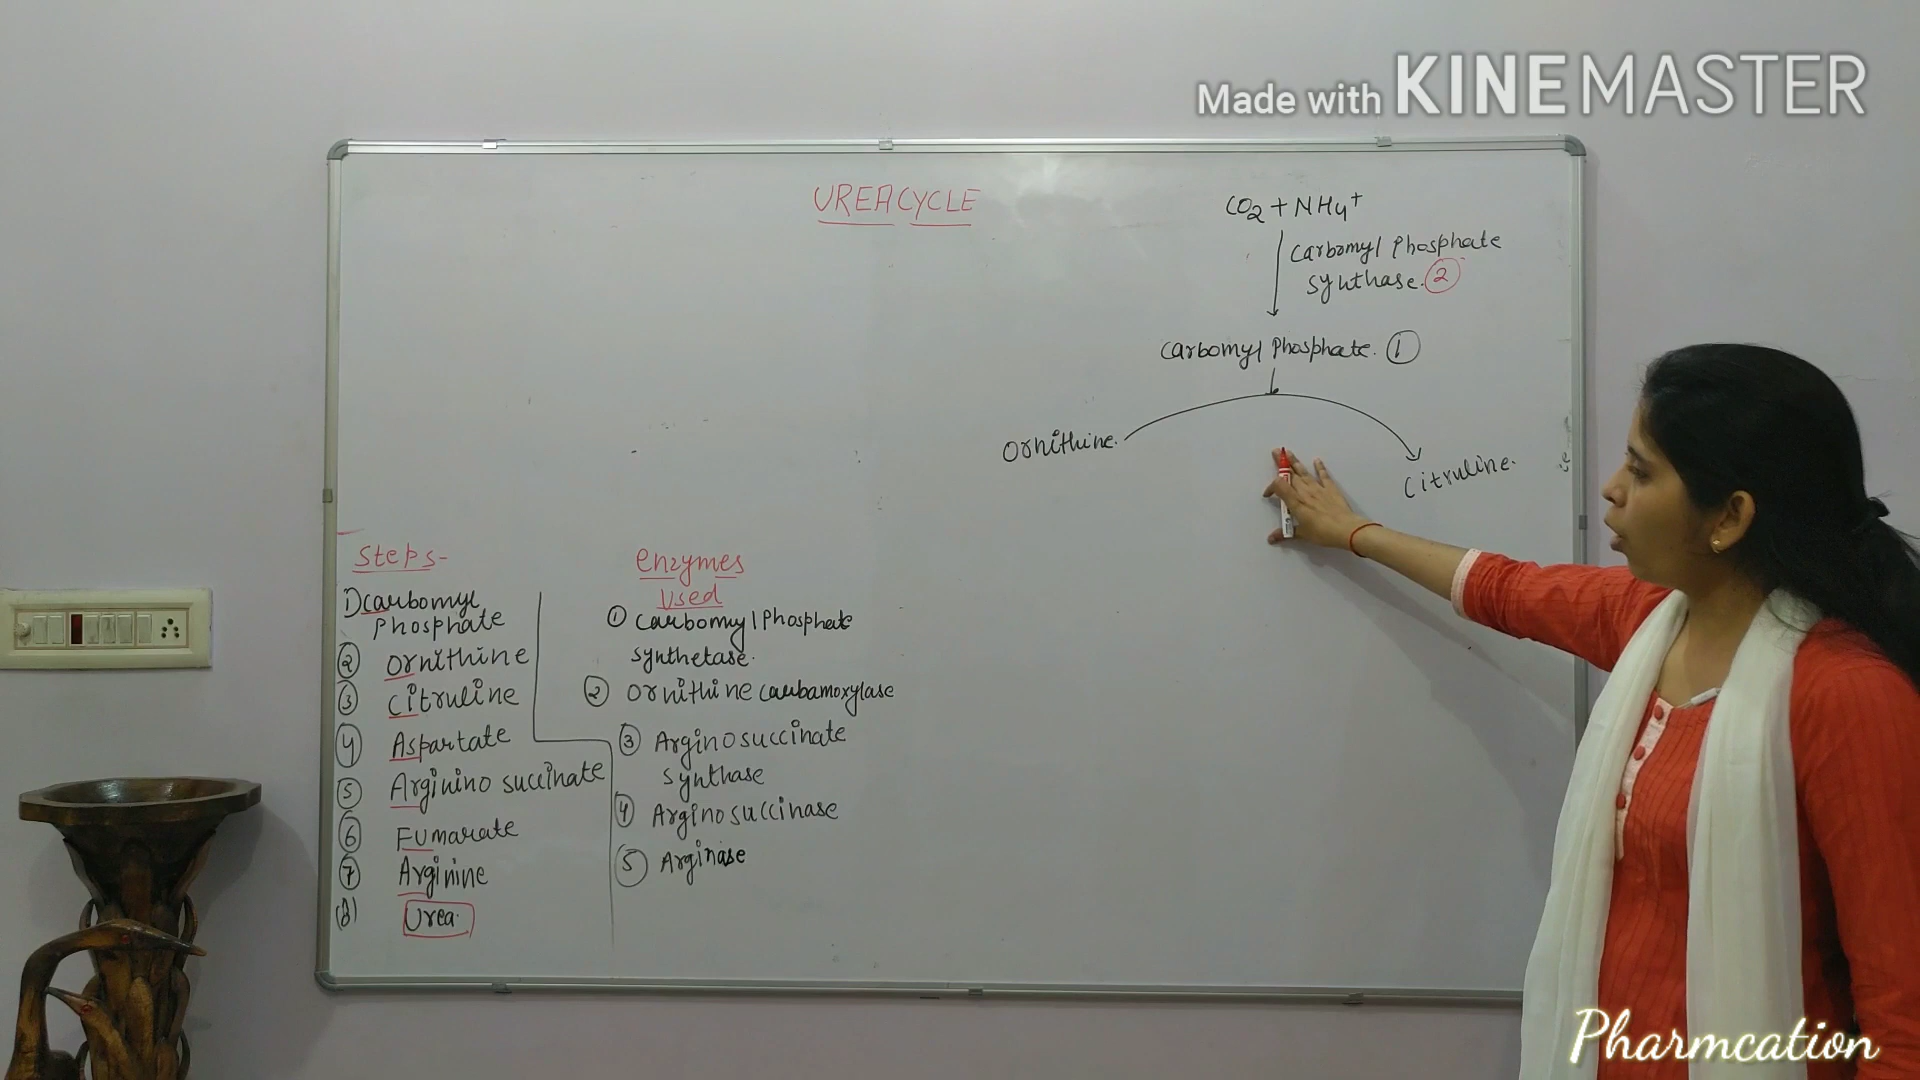 Made with KINEMASTER
UREA CYCLE
CO2 + NH4+
Carbomyl Phosphate
synthase. 2
Carbomyl Phosphate. 1
Ornithine.
Citruline.
Steps-
1) Carbomyl
Phosphate
2 Ornithine
3 Citruline
4 Aspartate
5 Arginino succinate
6 Fumarate
7 Arginine
8 Urea.
Enzymes
Used
1 Carbomyl Phosphate
synthetase.
2 Ornithine carbamoxylase
3 Arginosuccinate
synthase
4 Arginosuccinase
5 Arginase
Pharmcation